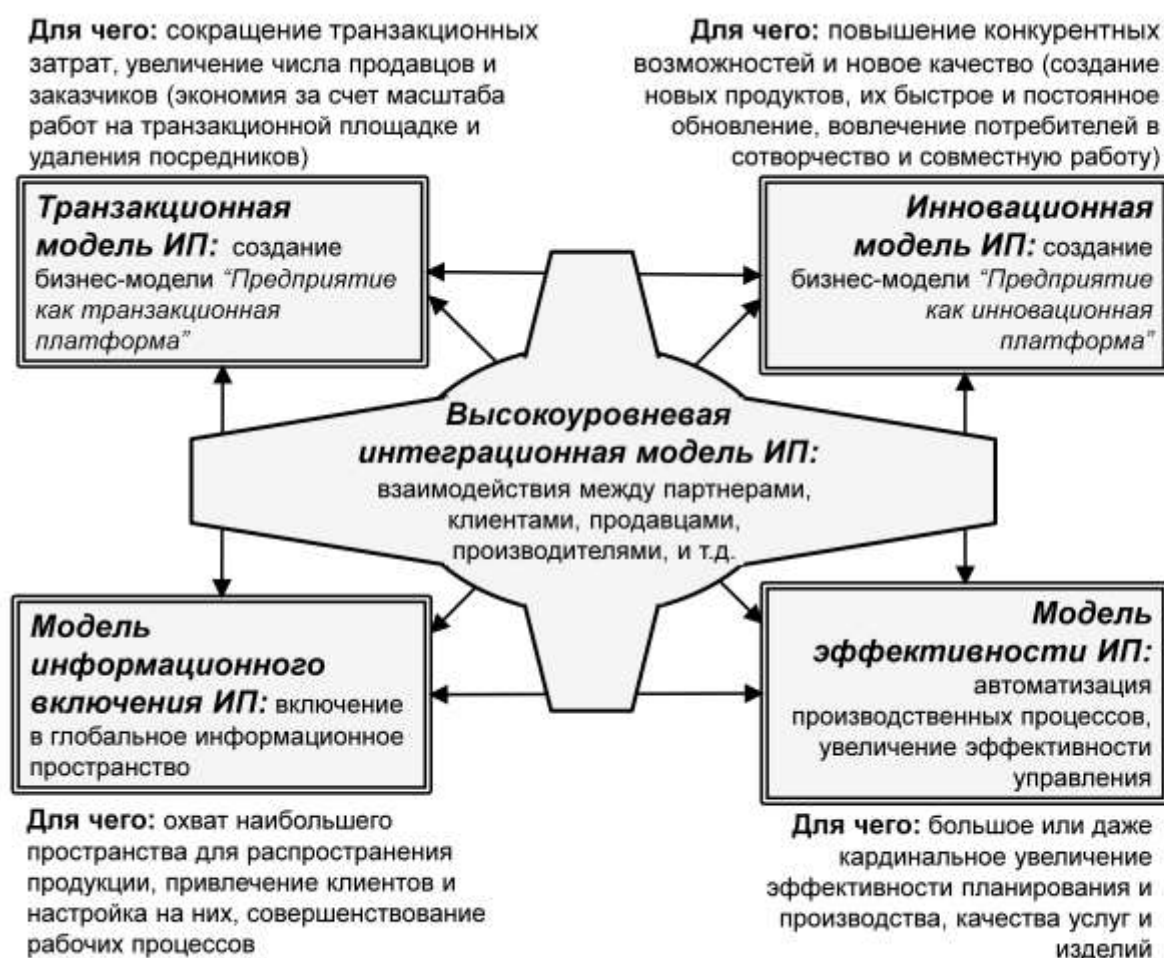 Для чего: сокращение транзакционных
затрат, увеличение числа продавцов и
заказчиков (экономия за счет масштаба
работ на транзакционной площадке и
удаления посредников)
Для чего: повышение конкурентных
возможностей и новое качество (создание
новых продуктов, их быстрое и постоянное
обновление, вовлечение потребителей в
сотворчество и совместную работу)
Транзакционная
модель ИП: создание
бизнес-модели “Предприятие
как транзакционная
платформа”
Инновационная
модель ИП: создание
бизнес-модели “Предприятие
как инновационная
платформа”
Высокоуровневая
интеграционная модель ИП:
взаимодействия между партнерами,
клиентами, продавцами,
производителями, и т.д.
Модель
информационного
включения ИП: включение
в глобальное информационное
пространство
Модель
эффективности ИП:
автоматизация
производственных процессов,
увеличение эффективности
управления
Для чего: охват наибольшего
пространства для распространения
продукции, привлечение клиентов и
настройка на них, совершенствование
рабочих процессов
Для чего: большое или даже
кардинальное увеличение
эффективности планирования и
производства, качества услуг и
изделий